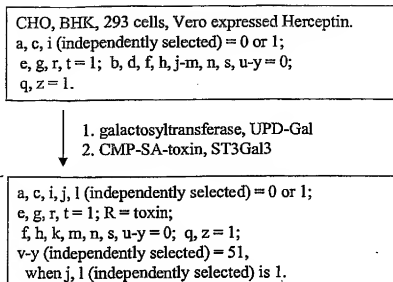 CHO, BHK, 293 cells, Vero expressed Herceptin.
a, c, i (independently selected) = 0 or 1;
e, g, r, t = 1; b, d, f, h, j-m, n, s, u-y = 0;
q, z = 1.
1. galactosyltransferase, UPD-Gal
2. CMP-SA-toxin, ST3Gal3
a, c, i, j, l (independently selected) = 0 or 1;
e, g, r, t = 1; R = toxin;
f, h, k, m, n, s, u-y = 0; q, z = 1;
v-y (independently selected) = 51,
when j, l (independently selected) is 1.